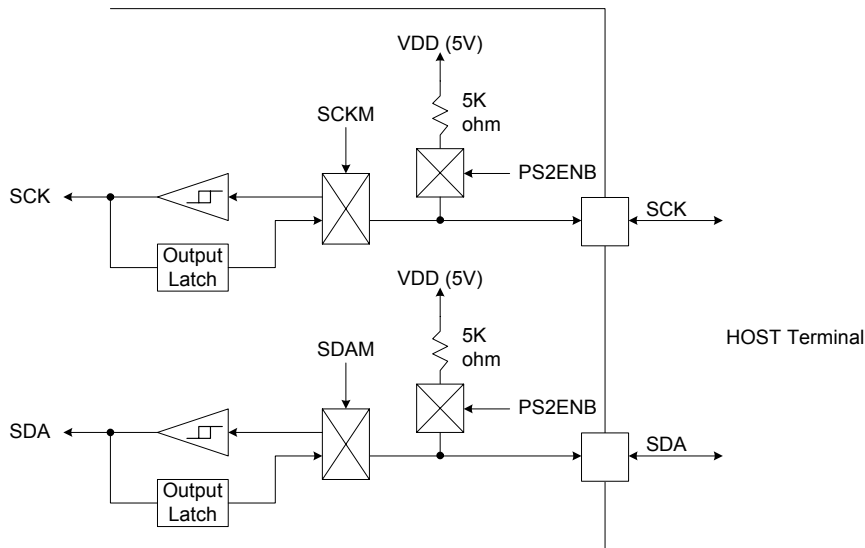 VDD (5V)
5K
ohm
SCKM
PS2ENB
SCK
SCK
Output
Latch
VDD (5V)
5K
ohm
HOST Terminal
SDAM
PS2ENB
SDA
SDA
Output
Latch